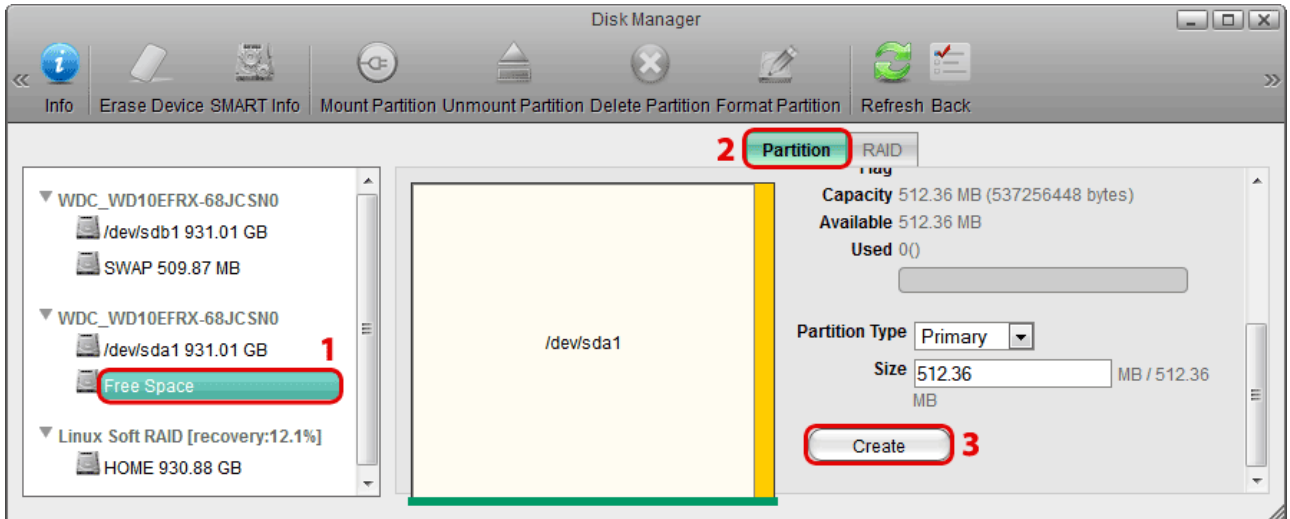 Disk Manager
Info Erase Device SMART Info Mount Partition Unmount Partition Delete Partition Format Partition Refresh Back
2 Partition RAID
WDC_WD10EFRX-68JCSN0
/dev/sdb1 931.01 GB
SWAP 509.87 MB
WDC_WD10EFRX-68JCSN0
/dev/sda1 931.01 GB
1
Free Space
Linux Soft RAID [recovery:12.1%]
HOME 930.88 GB
/dev/sda1
Flag
Capacity 512.36 MB (537256448 bytes)
Available 512.36 MB
Used 0()
Partition Type Primary
Size 512.36 MB / 512.36
MB
Create 3